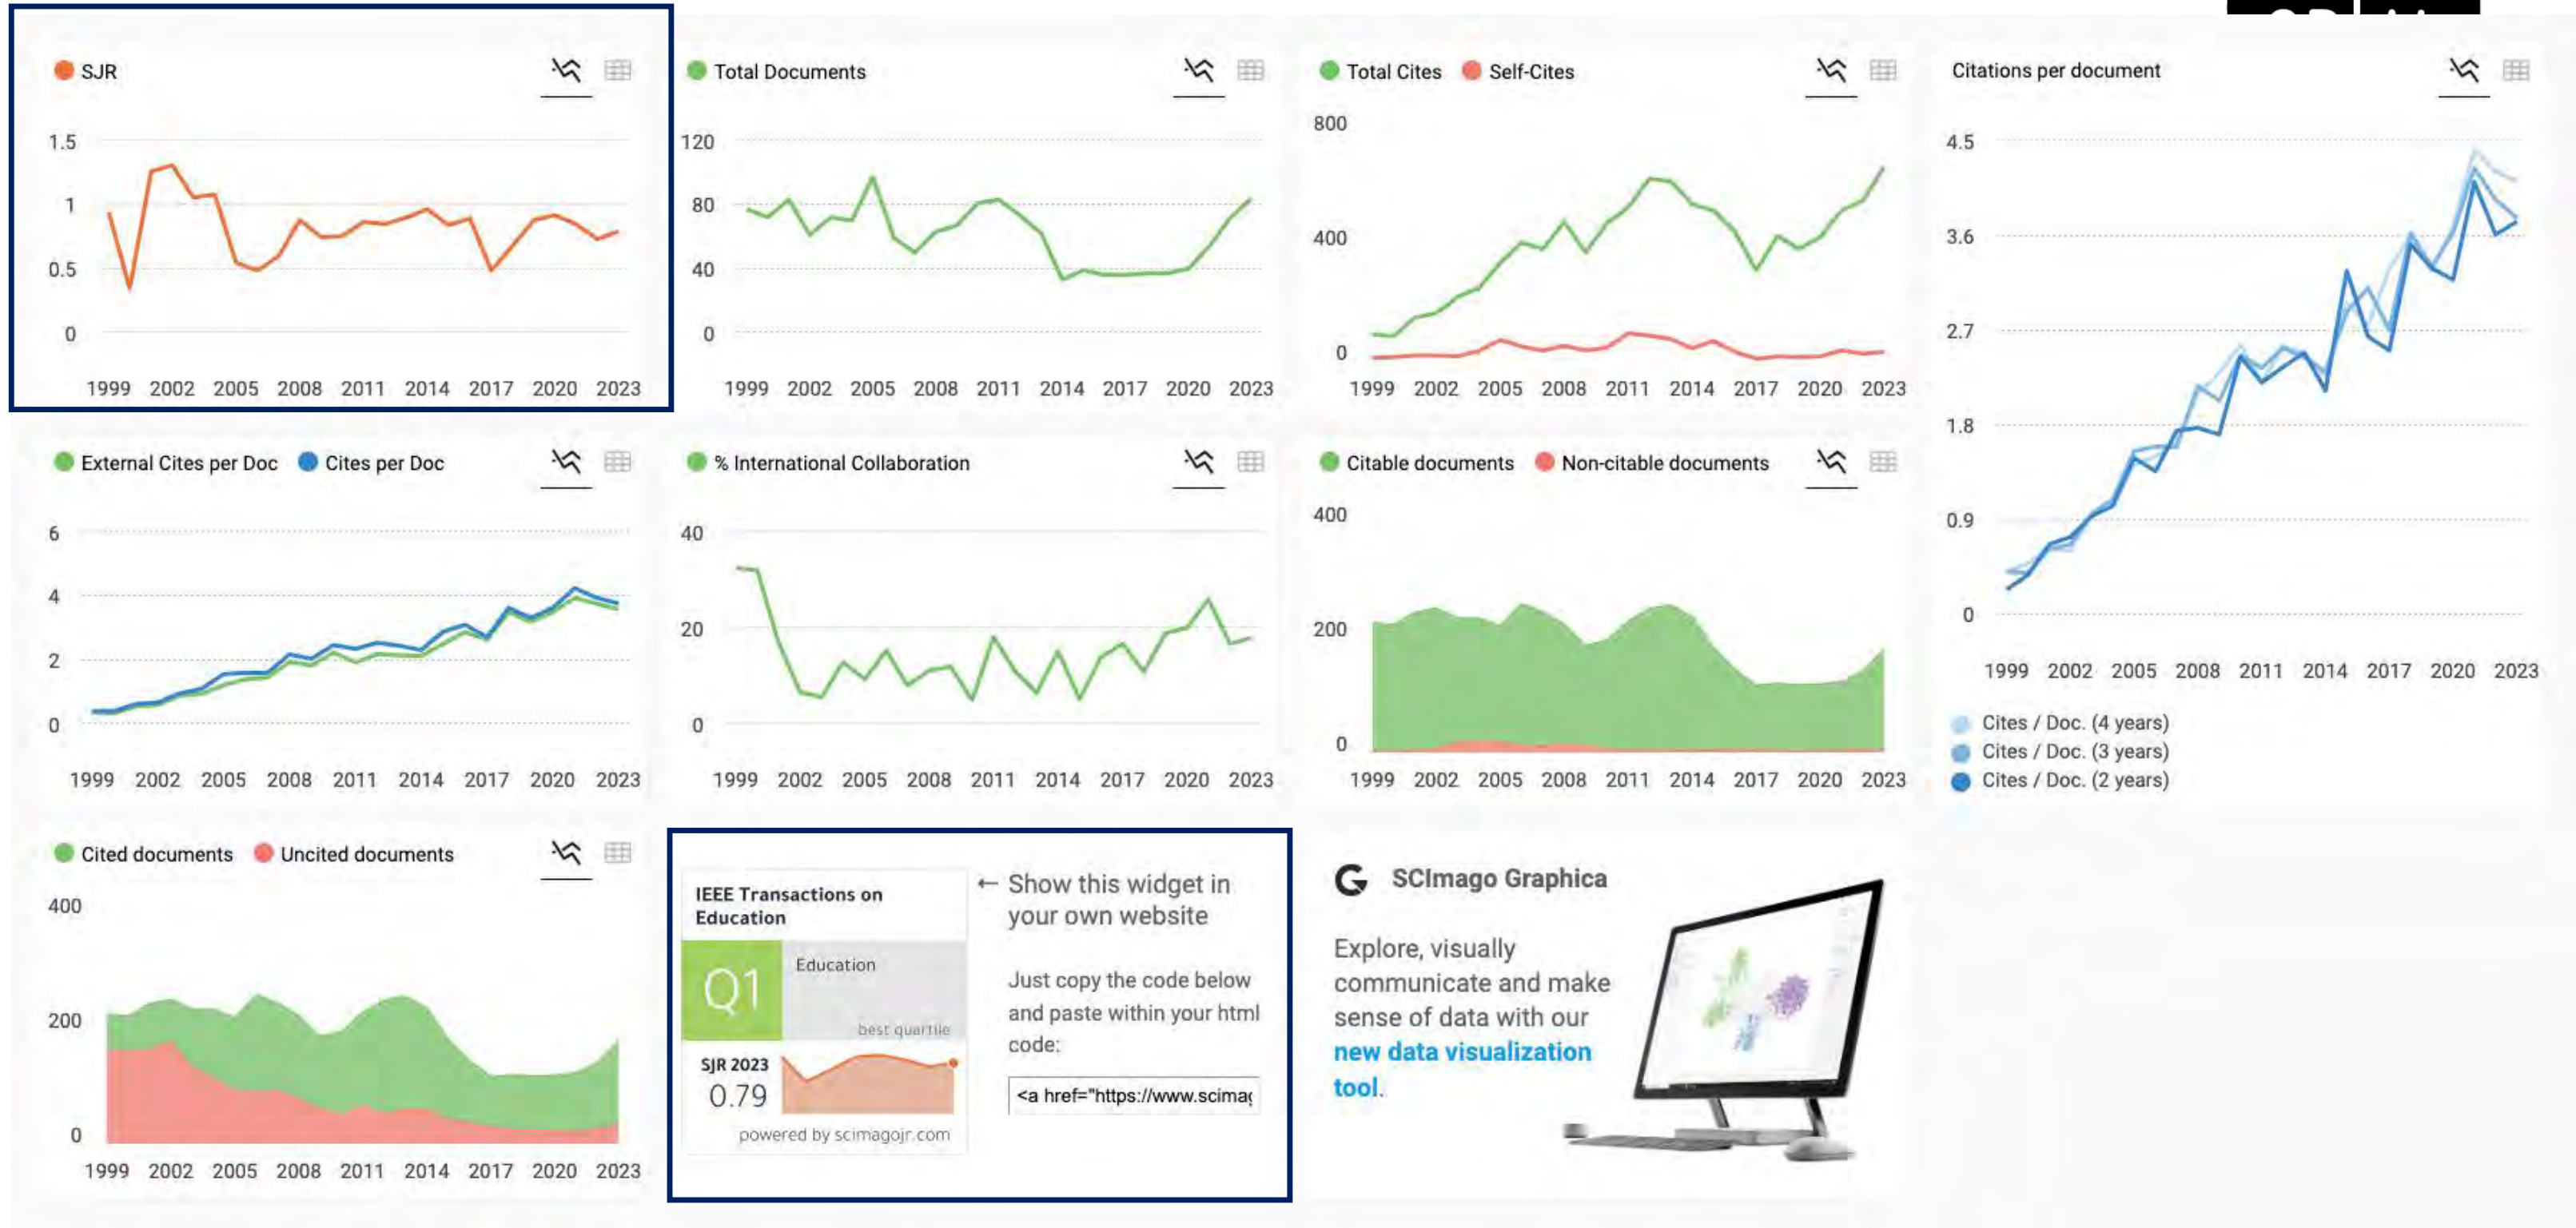 SJR
1.5
1
0.5
0
1999 2002 2005 2008 2011 2014 2017 2020 2023
Total Documents
120
80
40
0
1999 2002 2005 2008 2011 2014 2017 2020 2023
Total Cites Self-Cites
800
400
0
1999 2002 2005 2008 2011 2014 2017 2020 2023
Citations per document
4.5
3.6
2.7
1.8
0.9
0
1999 2002 2005 2008 2011 2014 2017 2020 2023
Cites / Doc. (4 years)
Cites / Doc. (3 years)
Cites / Doc. (2 years)
External Cites per Doc Cites per Doc
6
4
2
0
1999 2002 2005 2008 2011 2014 2017 2020 2023
% International Collaboration
40
20
0
1999 2002 2005 2008 2011 2014 2017 2020 2023
Citable documents Non-citable documents
400
200
0
1999 2002 2005 2008 2011 2014 2017 2020 2023
Cited documents Uncited documents
400
200
0
1999 2002 2005 2008 2011 2014 2017 2020 2023
IEEE Transactions on
Education
Q1
Education
best quartile
SJR 2023
0.79
powered by scimagojr.com
← Show this widget in
your own website
Just copy the code below
and paste within your html
code:
<a href="https://www.scimag
SCImago Graphica
Explore, visually
communicate and make
sense of data with our
new data visualization
tool.